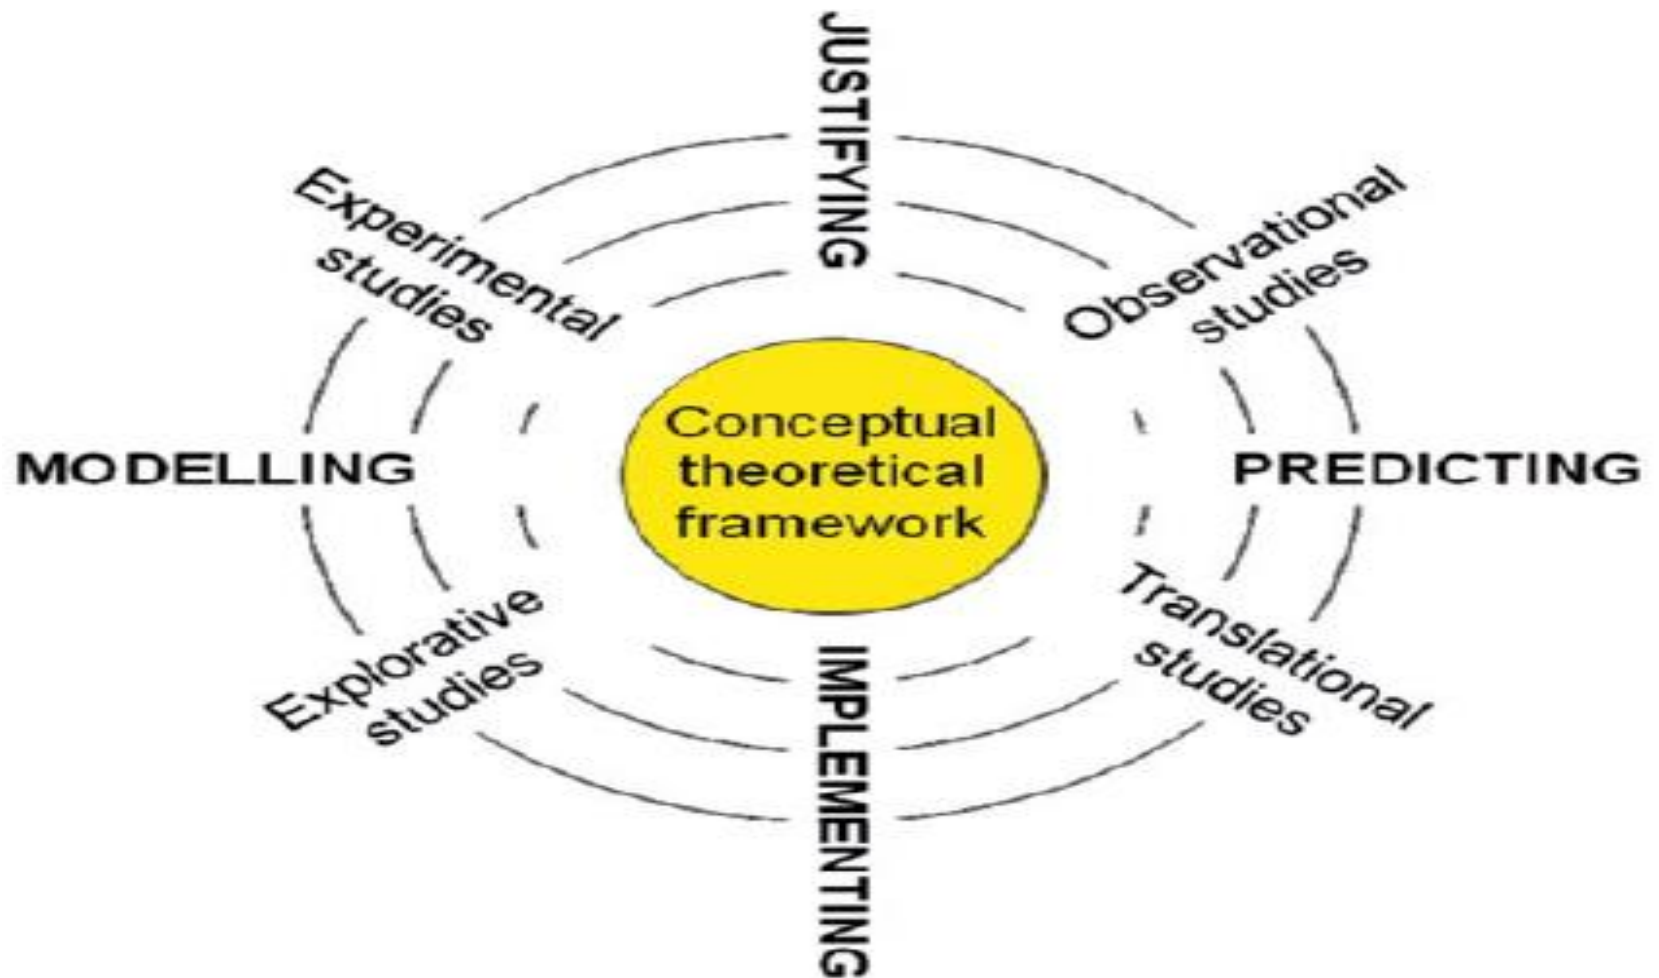 JUSTIFYING
Experimental
studies
Observational
studies
Conceptual
theoretical
framework
MODELLING
PREDICTING
Explorative
studies
Translational
studies
IMPLEMENTING